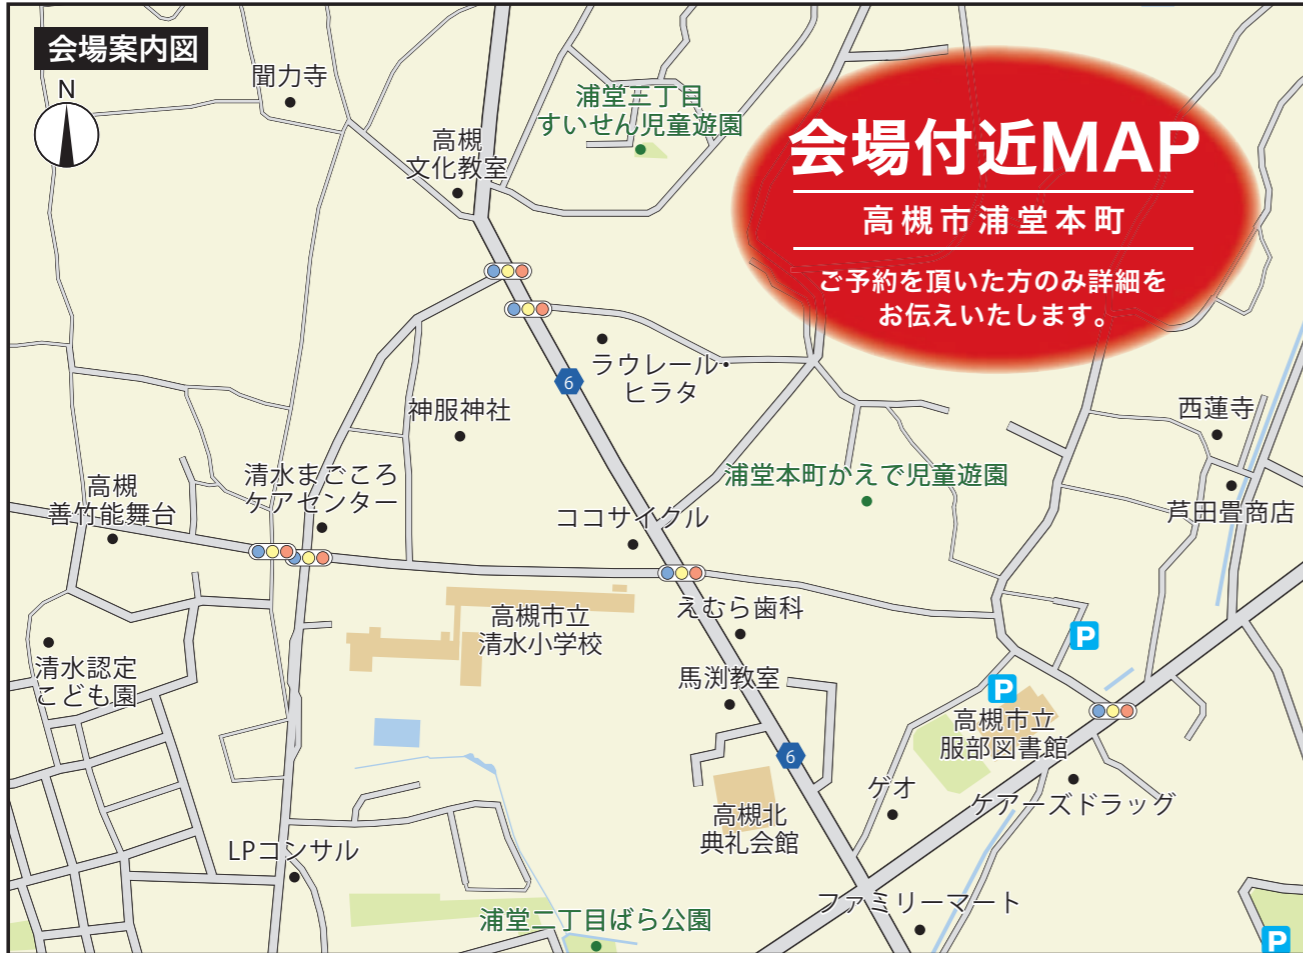 会場案内図
N
聞力寺
高槻
文化教室
浦堂三丁目
すいせん児童遊園
会場付近MAP
高槻市浦堂本町
ご予約を頂いた方のみ詳細を
お伝えいたします。
ラウレール・
ヒラタ
6
神服神社
西蓮寺
高槻
善竹能舞台
清水まごころ
ケアセンター
浦堂本町かえで児童遊園
ココサイクル
芦田畳商店
高槻市立
清水小学校
えむら歯科
P
清水認定
こども園
馬渕教室
P
高槻市立
服部図書館
6
ゲオ
ケアーズドラッグ
高槻北
典礼会館
LPコンサル
浦堂二丁目ばら公園
ファミリーマート
P